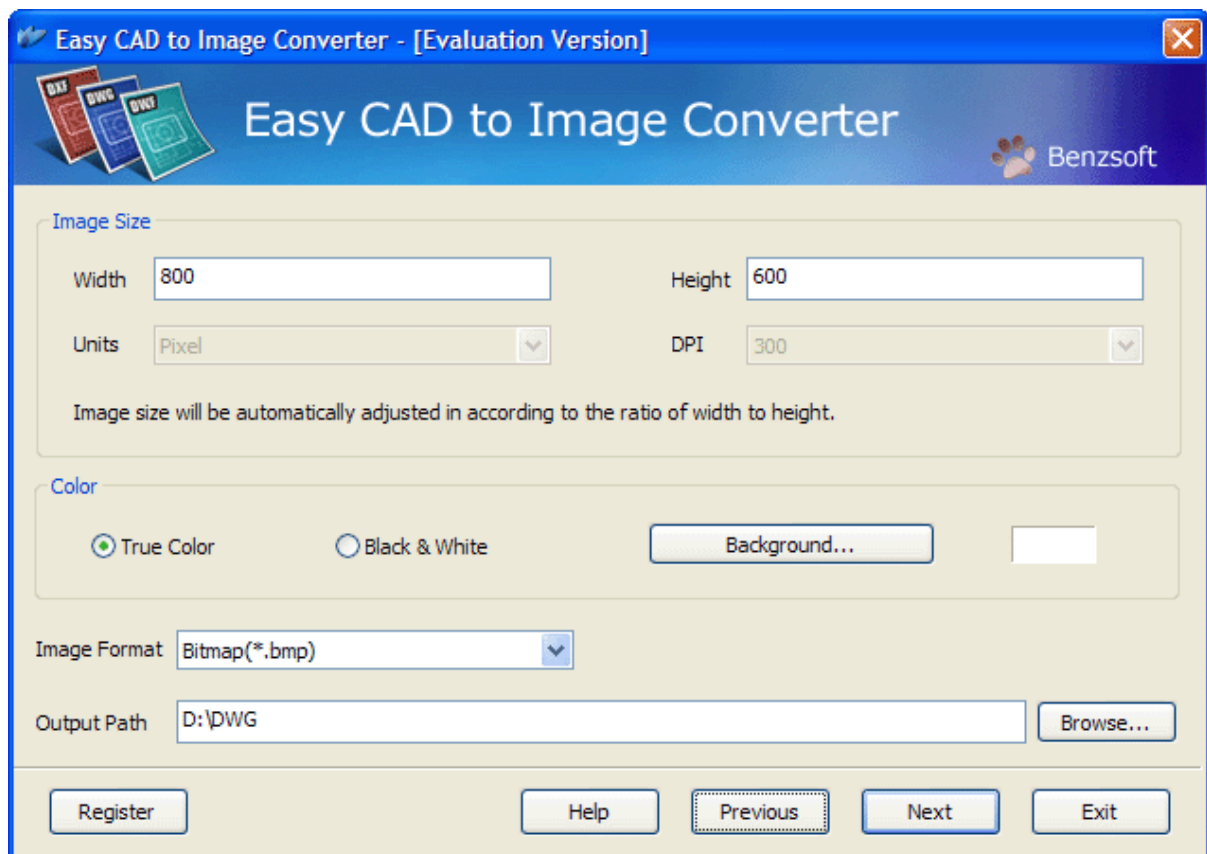 Easy CAD to Image Converter - [Evaluation Version]
DXF
DWG
DWF
Easy CAD to Image Converter
Benzsoft
Image Size
Width 800 Height 600
Units Pixel DPI 300
Image size will be automatically adjusted in according to the ratio of width to height.
Color
True Color Black & White Background...
Image Format Bitmap(*.bmp)
Output Path D:\DWG Browse...
Register Help Previous Next Exit